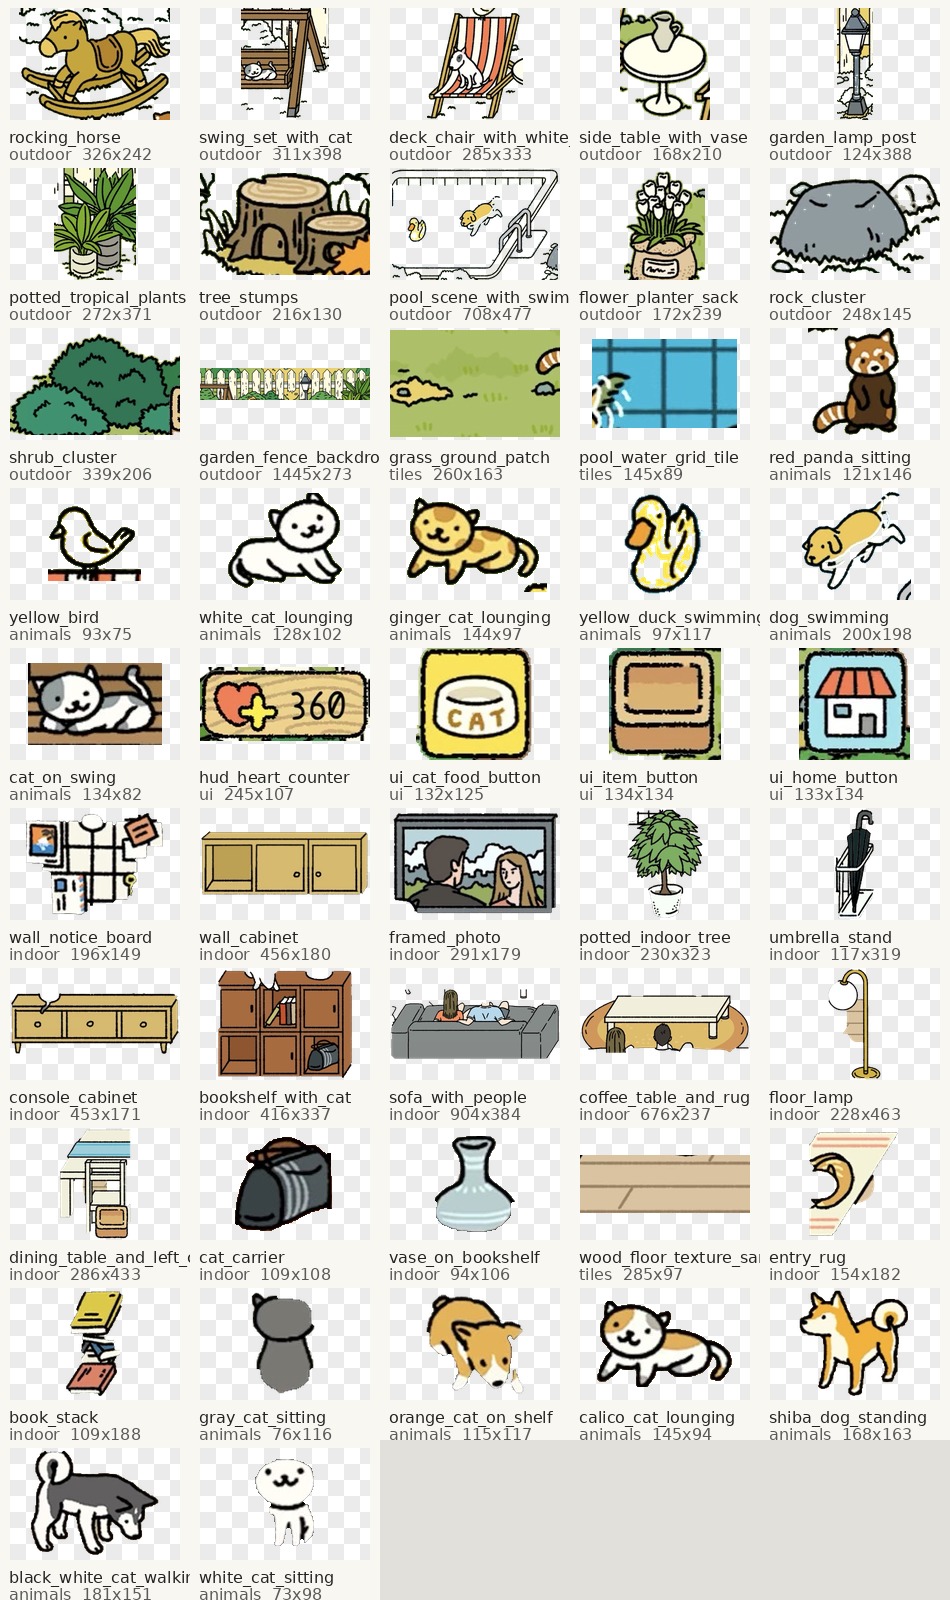 rocking_horse
outdoor 326x242
swing_set_with_cat
outdoor 311x398
deck_chair_with_white_
outdoor 285x333
side_table_with_vase
outdoor 168x210
garden_lamp_post
outdoor 124x388
potted_tropical_plants
outdoor 272x371
tree_stumps
outdoor 216x130
pool_scene_with_swim
outdoor 708x477
flower_planter_sack
outdoor 172x239
rock_cluster
outdoor 248x145
shrub_cluster
outdoor 339x206
garden_fence_backdro
outdoor 1445x273
grass_ground_patch
tiles 260x163
pool_water_grid_tile
tiles 145x89
red_panda_sitting
animals 121x146
yellow_bird
animals 93x75
white_cat_lounging
animals 128x102
ginger_cat_lounging
animals 144x97
yellow_duck_swimming
animals 97x117
dog_swimming
animals 200x198
360
CAT
cat_on_swing
animals 134x82
hud_heart_counter
ui 245x107
ui_cat_food_button
ui 132x125
ui_item_button
ui 134x134
ui_home_button
ui 133x134
wall_notice_board
indoor 196x149
wall_cabinet
indoor 456x180
framed_photo
indoor 291x179
potted_indoor_tree
indoor 230x323
umbrella_stand
indoor 117x319
console_cabinet
indoor 453x171
bookshelf_with_cat
indoor 416x337
sofa_with_people
indoor 904x384
coffee_table_and_rug
indoor 676x237
floor_lamp
indoor 228x463
dining_table_and_left_c
indoor 286x433
cat_carrier
indoor 109x108
vase_on_bookshelf
indoor 94x106
wood_floor_texture_sa
tiles 285x97
entry_rug
indoor 154x182
book_stack
indoor 109x188
gray_cat_sitting
animals 76x116
orange_cat_on_shelf
animals 115x117
calico_cat_lounging
animals 145x94
shiba_dog_standing
animals 168x163
black_white_cat_walkin
animals 181x151
white_cat_sitting
animals 73x98